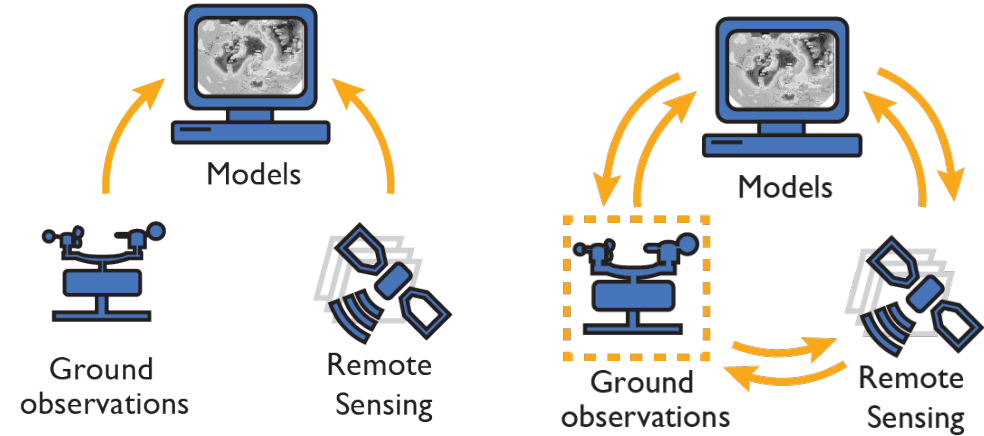 Models
Ground
observations
Remote
Sensing
Models
Ground
observations
Remote
Sensing